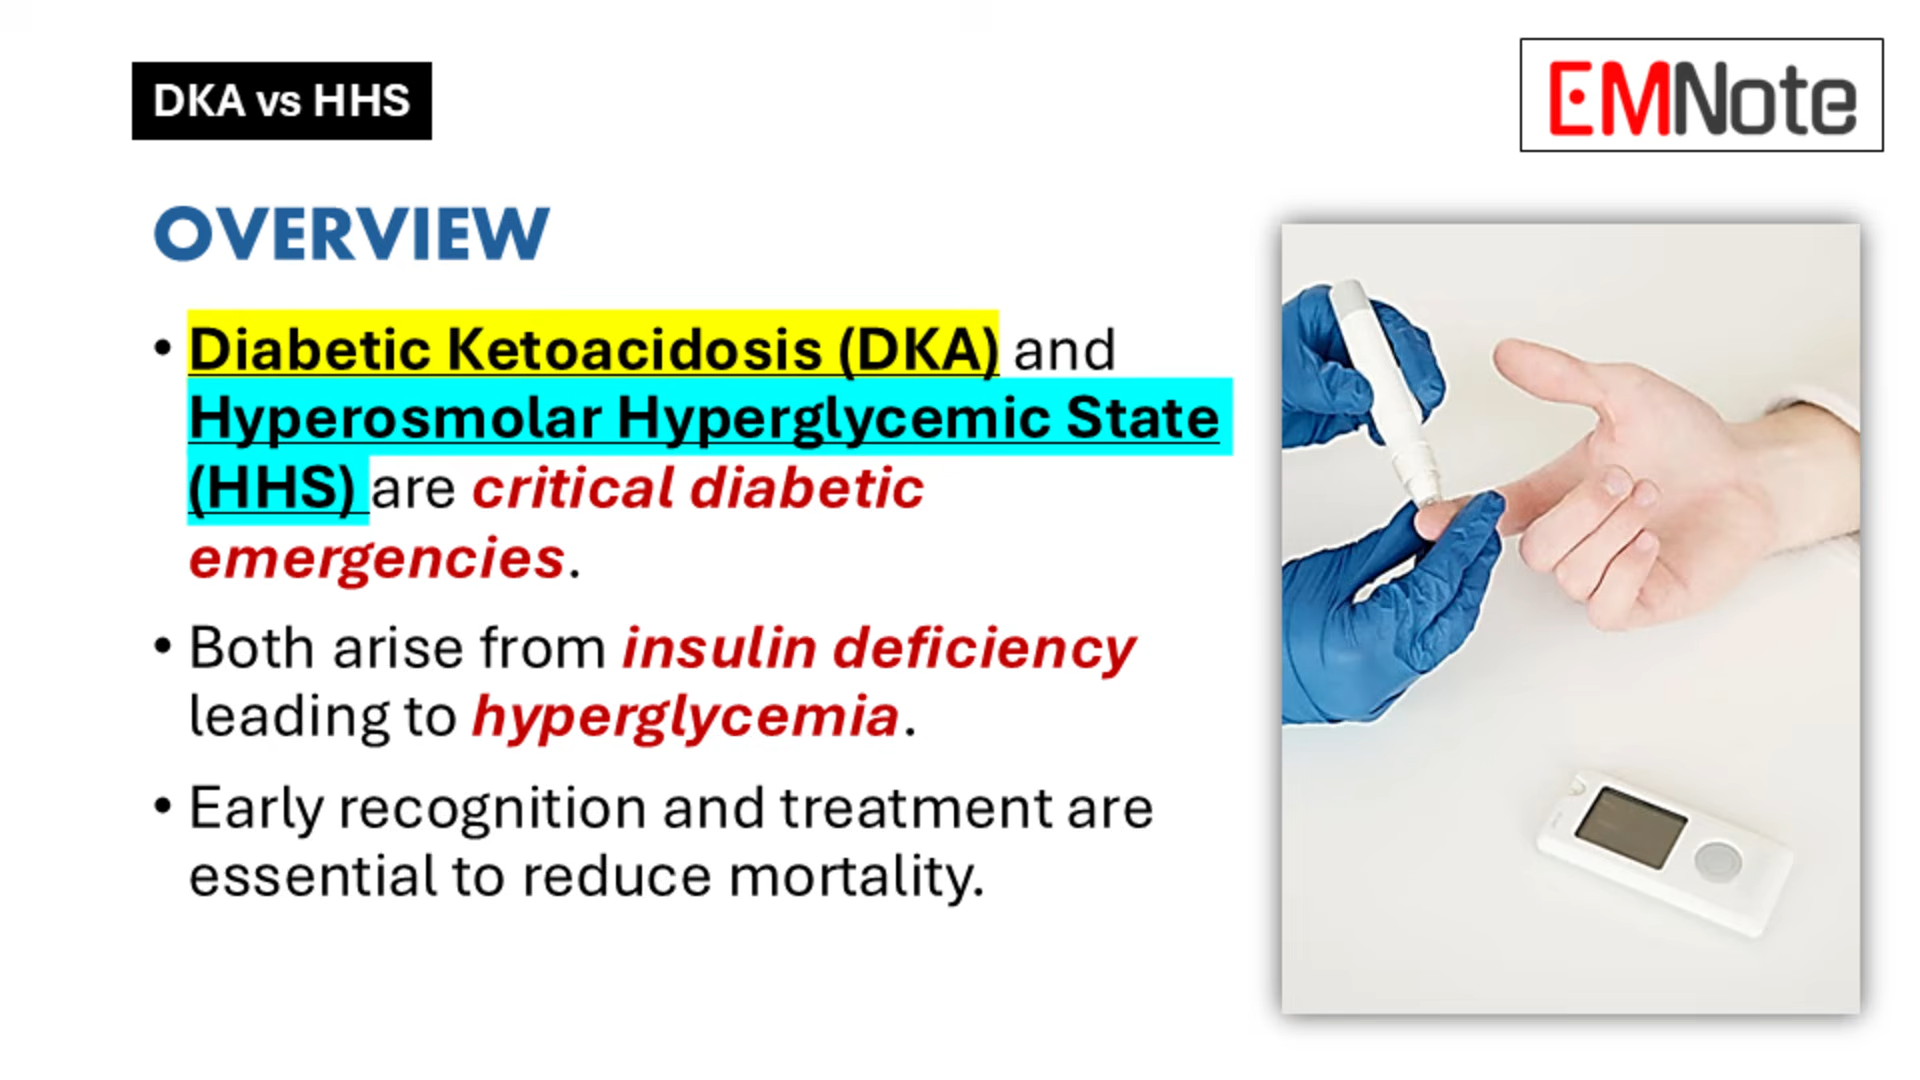 DKA vs HHS
EMNote
OVERVIEW
• Diabetic Ketoacidosis (DKA) and
Hyperosmolar Hyperglycemic State
(HHS) are critical diabetic
emergencies.
• Both arise from insulin deficiency
leading to hyperglycemia.
• Early recognition and treatment are
essential to reduce mortality.